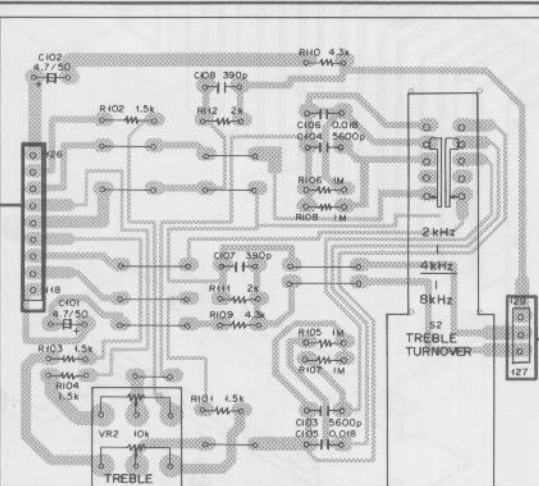 C102
4.7/50
+
R110 4.3k
C108 390p
R102 1.5k
R112 2k
C106 0.018
C104 5600p
126
R106 1M
R108 1M
2kHz
C107 390p
4kHz
118
R111 2k
8kHz
C101
4.7/50
+
R109 4.3k
129
S2
TREBLE
TURNOVER
R103 1.5k
R105 1M
R107 1M
127
R104
1.5k
R101 1.5k
C103 5600p
C105 0.018
VR2 10k
TREBLE